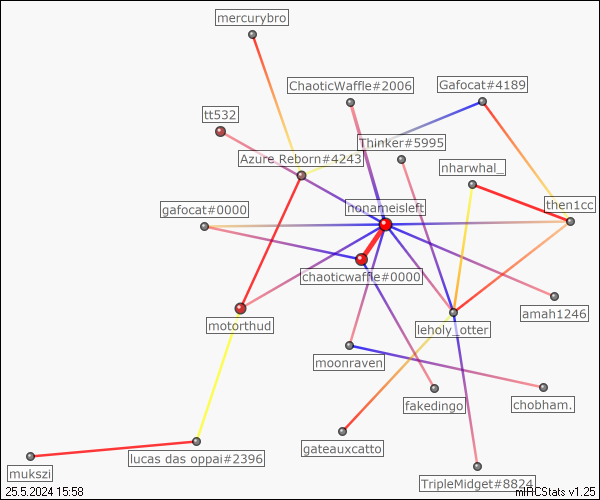 mercurybro
ChaoticWaffle#2006
Gafocat#4189
tt532
Thinker#5995
Azure Reborn#4243
nharwhal_
gafocat#0000
nonameisleft
then1cc
chaoticwaffle#0000
amah1246
motorthud
leholy_otter
moonraven
fakedingo
chobham.
gateauxcatto
lucas das oppai#2396
mukszi
TripleMidget#8824
25.5.2024 15:58
mIRCStats v1.25